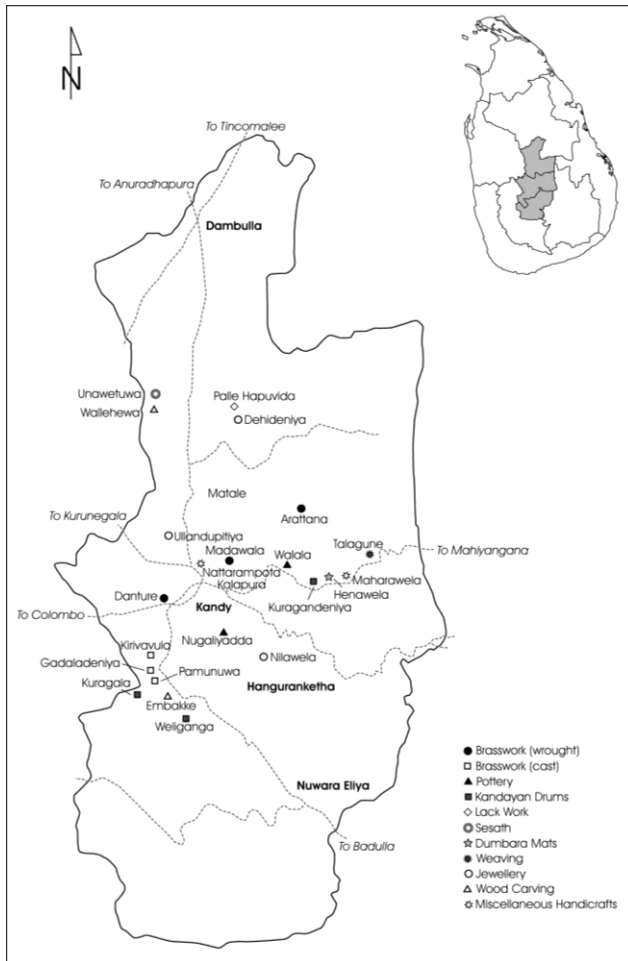 N
To Tincomalee
To Anuradhapura
Dambulla
Unawetuwa
Wallehewa
Palle Hapuvida
Dehideniya
Matale
Arattana
To Kurunegala
Ullandupitiya
Madawala
Walala
Talagune
To Mahiyangana
Nattarampota
Kalapura
Maharawela
Henawela
Kuragandeniya
Danture
To Colombo
Kandy
Nugaliyadda
Kirivavula
Gadaladeniya
Pamunuwa
Nilawela
Kuragala
Hanguranketha
Embakke
Weliganga
Nuwara Eliya
To Badulla
Brasswork (wrought)
Brasswork (cast)
Pottery
Kandayan Drums
Lack Work
Sesath
Dumbara Mats
Weaving
Jewellery
Wood Carving
Miscellaneous Handicrafts